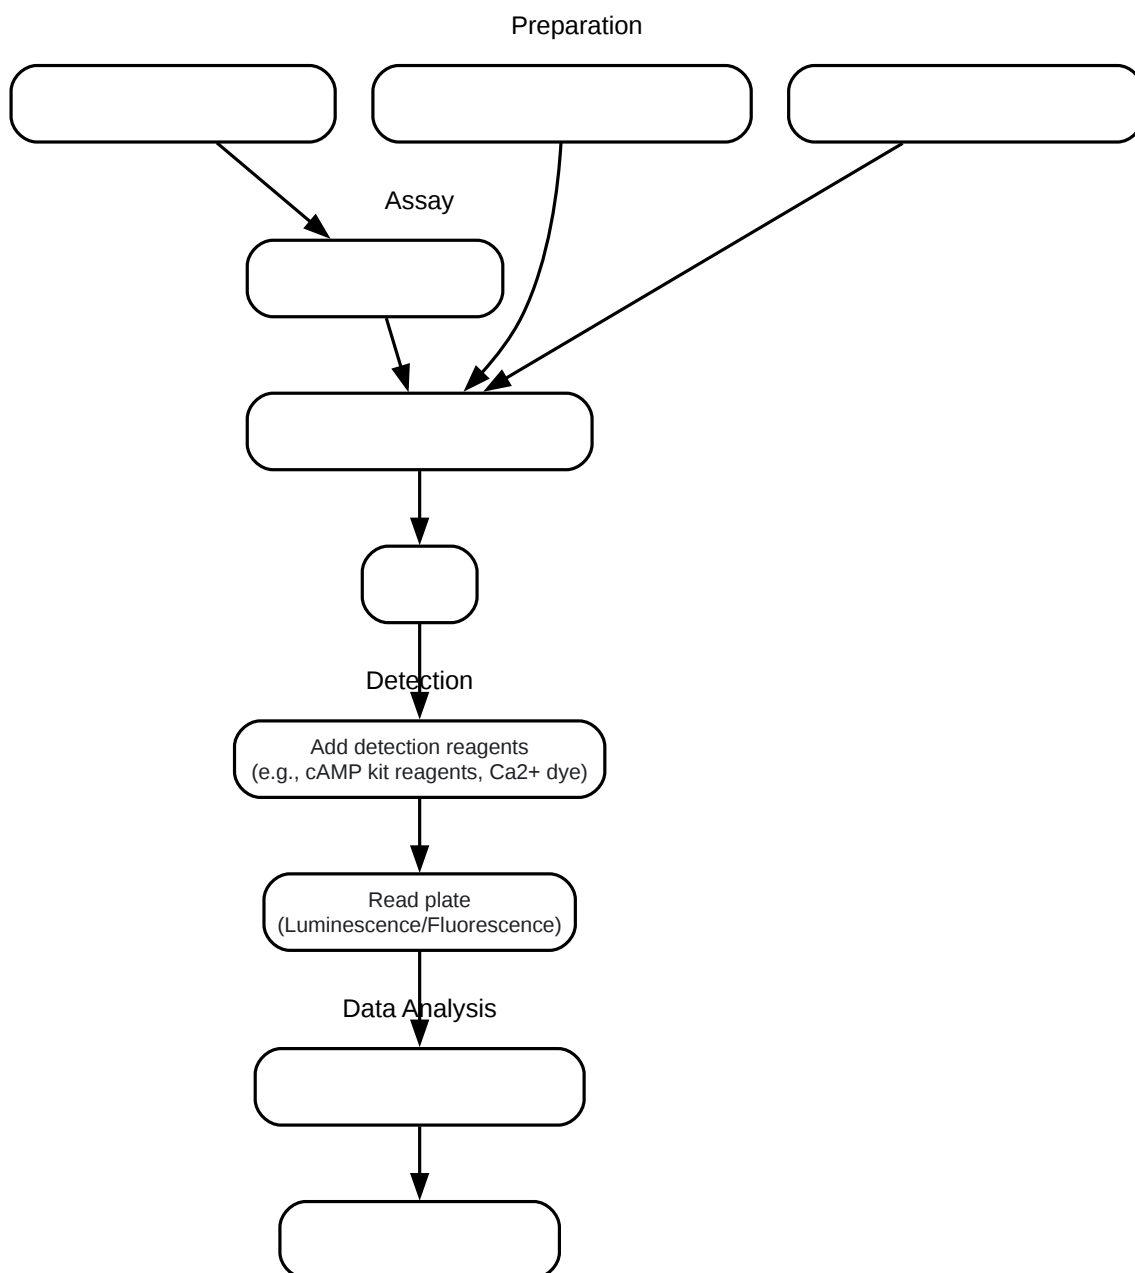 Preparation
Assay
Detection
Add detection reagents
(e.g., cAMP kit reagents, Ca2+ dye)
Read plate
(Luminescence/Fluorescence)
Data Analysis